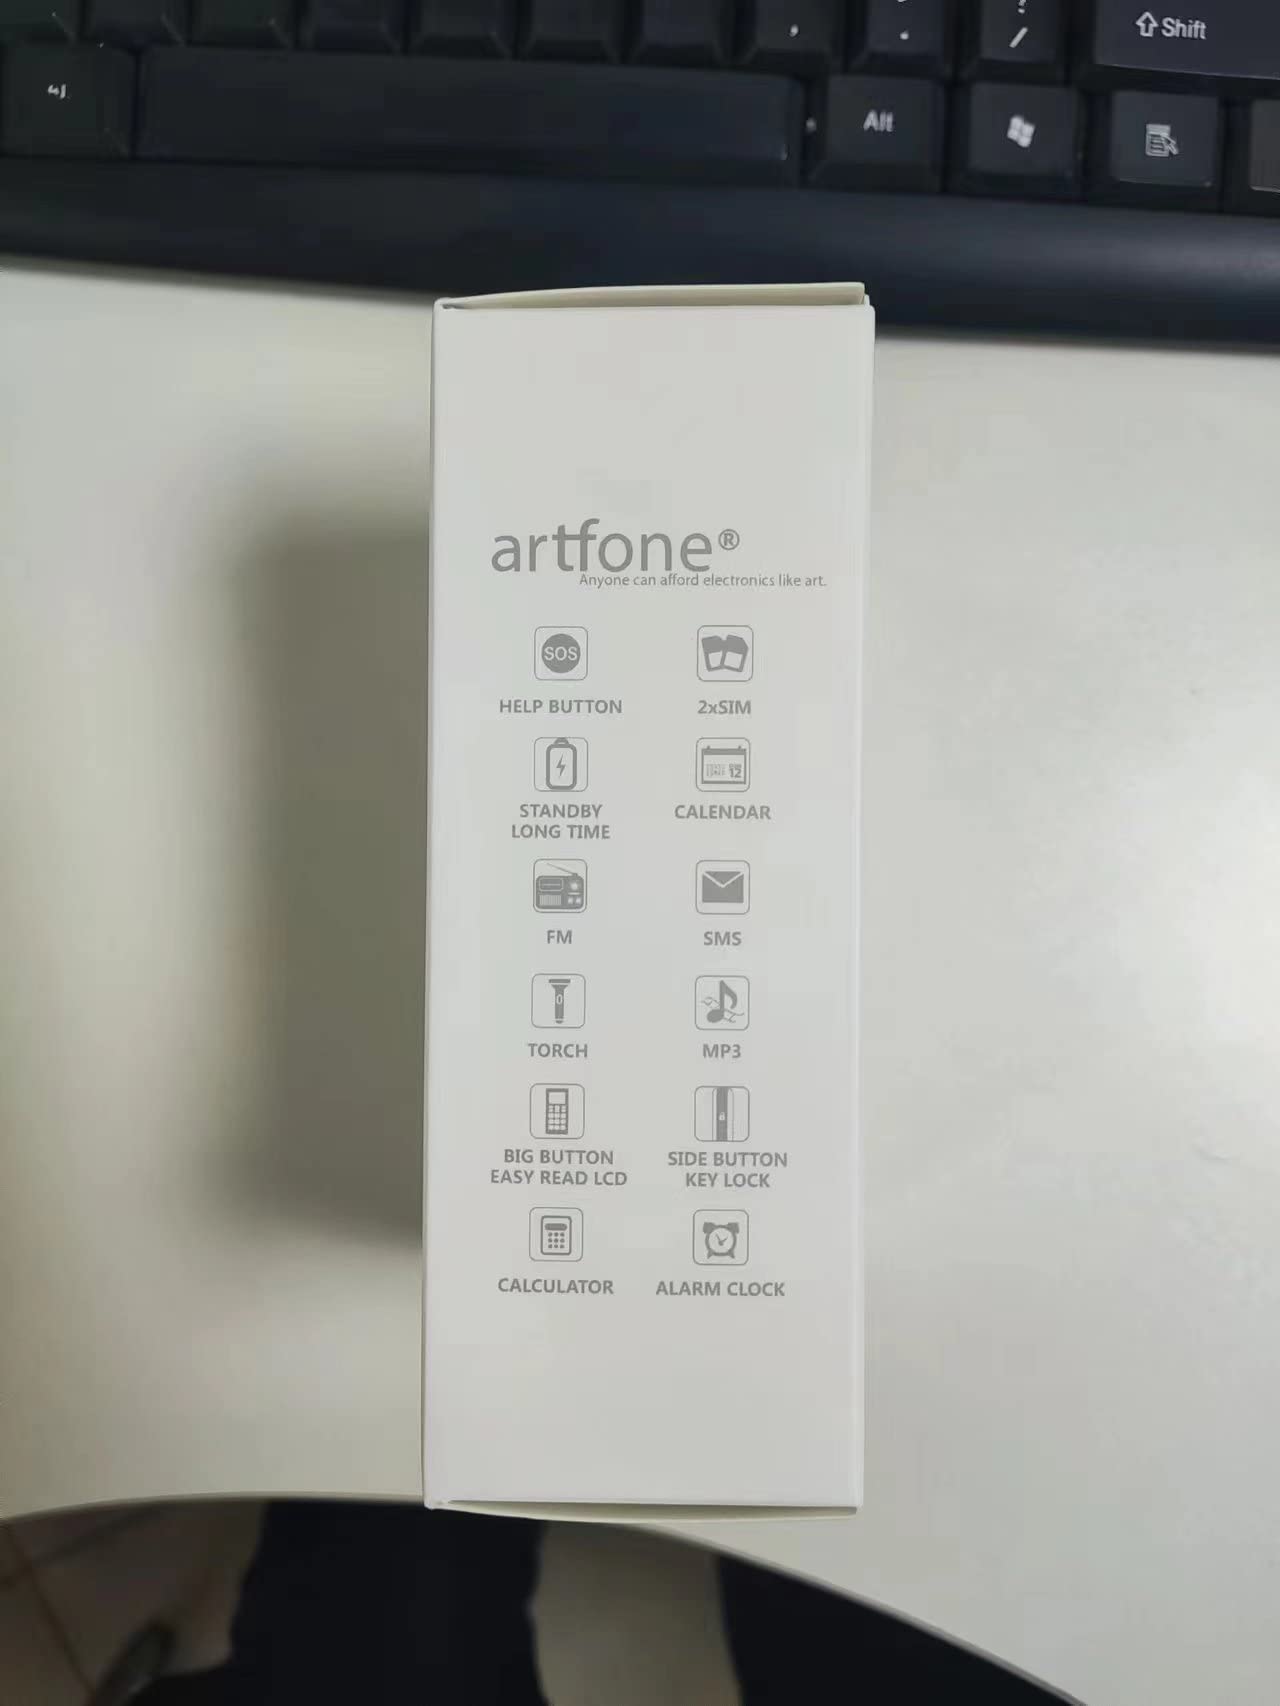 ⇧ Shift
Alt
artfone®
Anyone can afford electronics like art.
SOS
HELP BUTTON
2xSIM
12
STANDBY
LONG TIME
CALENDAR
FM
SMS
TORCH
MP3
BIG BUTTON
EASY READ LCD
SIDE BUTTON
KEY LOCK
CALCULATOR
ALARM CLOCK